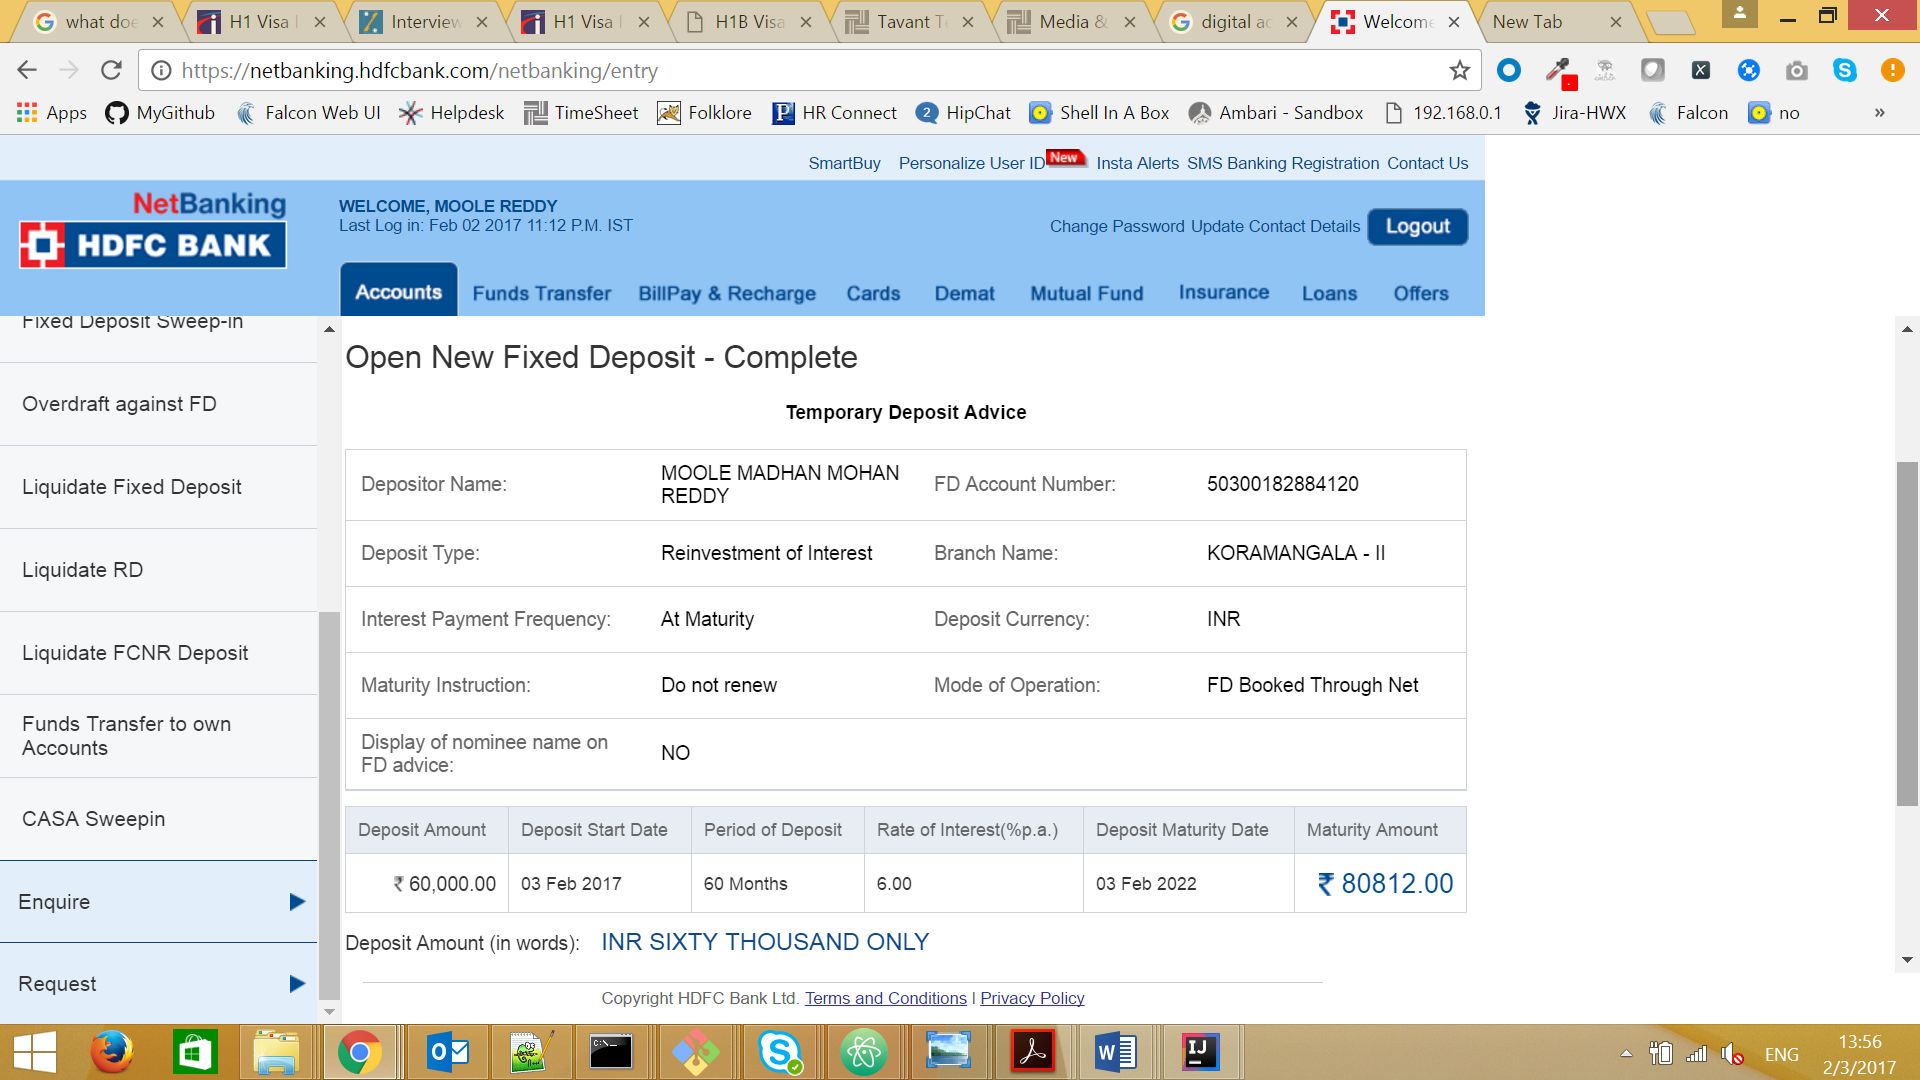 what doe
H1 Visa I
Interview
H1 Visa I
H1B Visa
Tavant Te
Media &
digital ac
Welcome
New Tab
https://netbanking.hdfcbank.com/netbanking/entry
Apps MyGithub Falcon Web UI Helpdesk TimeSheet Folklore HR Connect 2 HipChat Shell In A Box Ambari - Sandbox 192.168.0.1 Jira-HWX Falcon no »
SmartBuy Personalize User ID New Insta Alerts SMS Banking Registration Contact Us
NetBanking
HDFC BANK
WELCOME, MOOLE REDDY
Last Log in: Feb 02 2017 11:12 P.M. IST
Change Password Update Contact Details Logout
Accounts Funds Transfer BillPay & Recharge Cards Demat Mutual Fund Insurance Loans Offers
Fixed Deposit Sweep-in
Overdraft against FD
Liquidate Fixed Deposit
Liquidate RD
Liquidate FCNR Deposit
Funds Transfer to own
Accounts
CASA Sweepin
Enquire
Request
Open New Fixed Deposit - Complete
Temporary Deposit Advice
Depositor Name: MOOLE MADHAN MOHAN REDDY FD Account Number: 50300182884120
Deposit Type: Reinvestment of Interest Branch Name: KORAMANGALA - II
Interest Payment Frequency: At Maturity Deposit Currency: INR
Maturity Instruction: Do not renew Mode of Operation: FD Booked Through Net
Display of nominee name on FD advice: NO
Deposit Amount Deposit Start Date Period of Deposit Rate of Interest(%p.a.) Deposit Maturity Date Maturity Amount
₹ 60,000.00 03 Feb 2017 60 Months 6.00 03 Feb 2022 ₹ 80812.00
Deposit Amount (in words): INR SIXTY THOUSAND ONLY
Copyright HDFC Bank Ltd. Terms and Conditions | Privacy Policy
ENG
13:56
2/3/2017